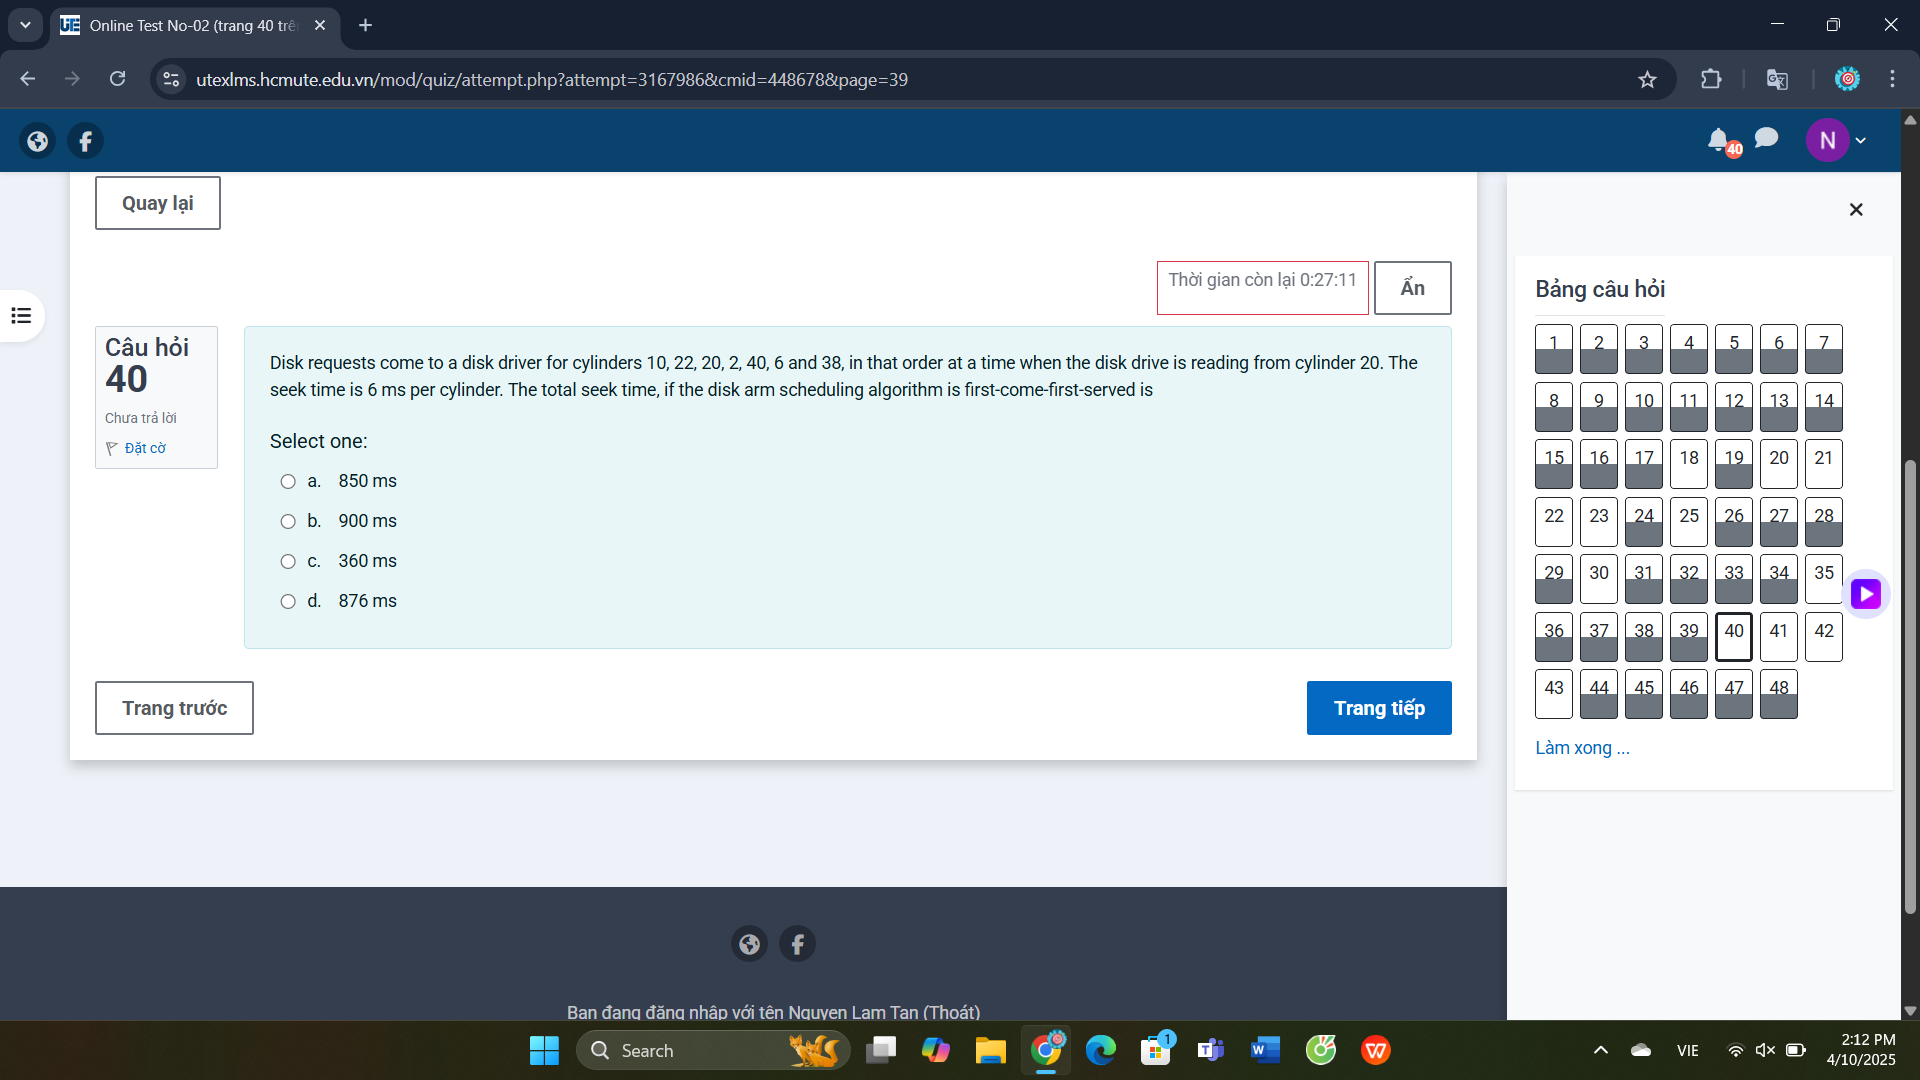 Online Test No-02 (trang 40 trê
utexlms.hcmute.edu.vn/mod/quiz/attempt.php?attempt=3167986&cmid=448678&page=39
40
N
Quay lại
Thời gian còn lại 0:27:11
Ẩn
Câu hỏi
40
Chưa trả lời
Đặt cờ
Disk requests come to a disk driver for cylinders 10, 22, 20, 2, 40, 6 and 38, in that order at a time when the disk drive is reading from cylinder 20. The
seek time is 6 ms per cylinder. The total seek time, if the disk arm scheduling algorithm is first-come-first-served is
Select one:
a. 850 ms
b. 900 ms
c. 360 ms
d. 876 ms
Trang trước
Trang tiếp
Bảng câu hỏi
1 2 3 4 5 6 7
8 9 10 11 12 13 14
15 16 17 18 19 20 21
22 23 24 25 26 27 28
29 30 31 32 33 34 35
36 37 38 39 40 41 42
43 44 45 46 47 48
Làm xong ...
Bạn đang đăng nhập với tên Nguyen Lam Tan (Thoát)
Search
1
VIE
2:12 PM
4/10/2025